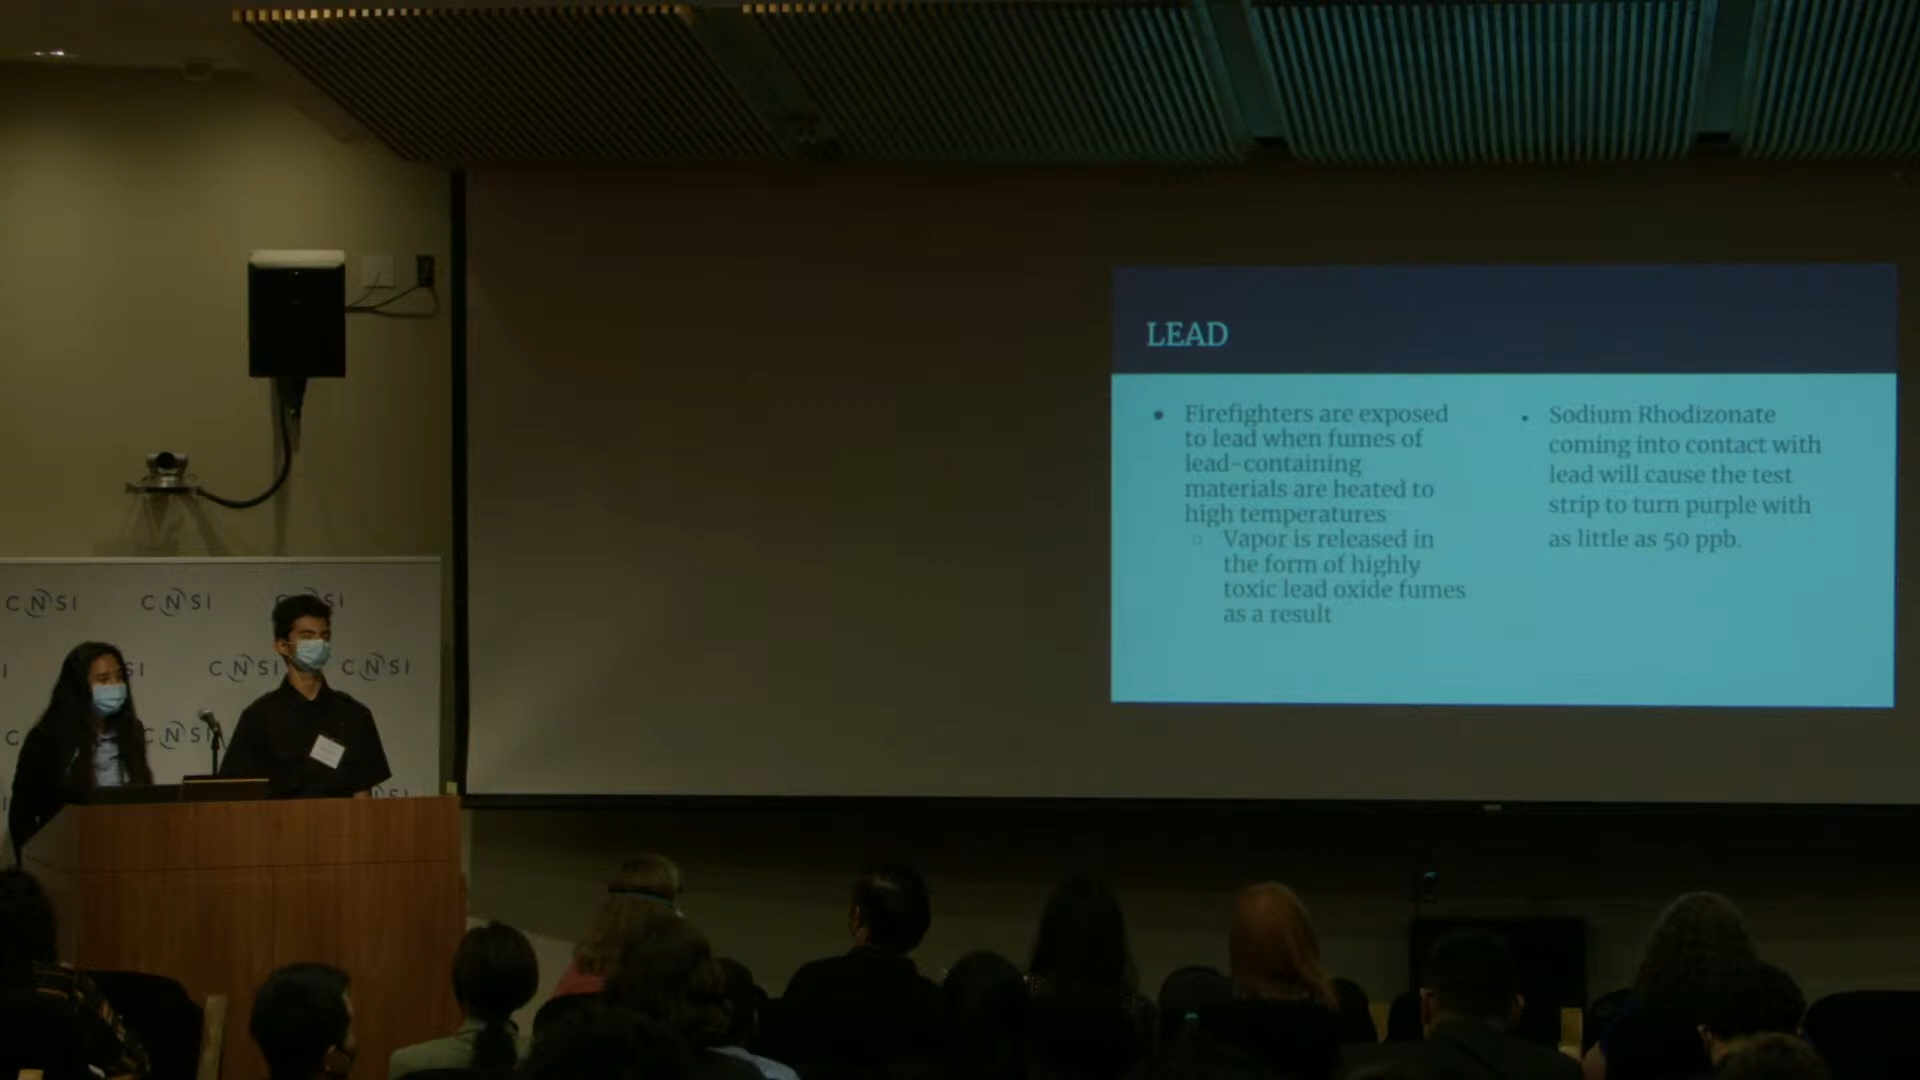 LEAD
● Firefighters are exposed
to lead when fumes of
lead-containing
materials are heated to
high temperatures
○ Vapor is released in
the form of highly
toxic lead oxide fumes
as a result
• Sodium Rhodizonate
coming into contact with
lead will cause the test
strip to turn purple with
as little as 50 ppb.
CNSI CNSI CNSI
SI CNSI CNSI
CNSI